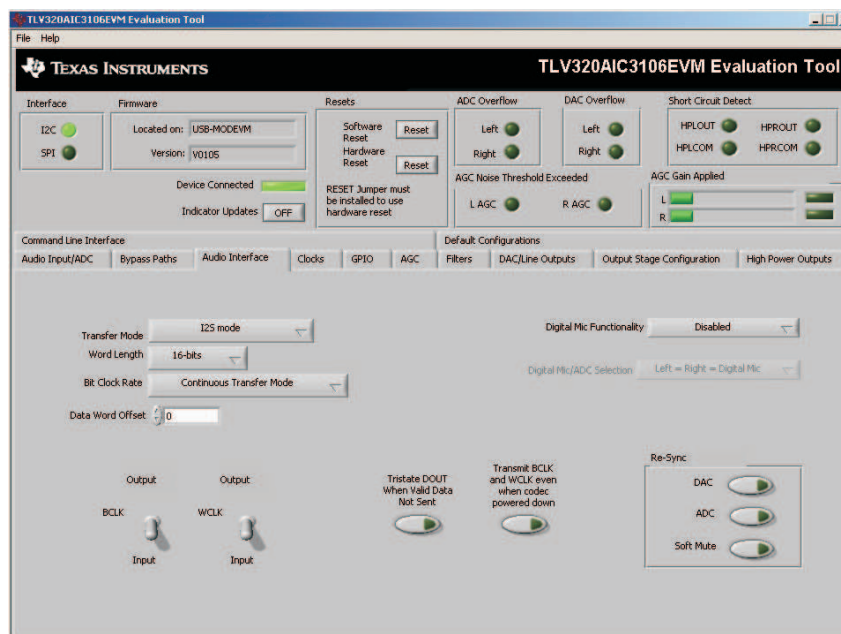 TLV320AIC3106EVM Evaluation Tool
File Help
TEXAS INSTRUMENTS
TLV320AIC3106EVM Evaluation Tool
Interface
I2C
SPI
Firmware
Located on: USB-MODEVM
Version: V0105
Device Connected
Indicator Updates OFF
Resets
Software Reset Reset
Hardware Reset Reset
RESET Jumper must
be installed to use
hardware reset
ADC Overflow
Left
Right
DAC Overflow
Left
Right
Short Circuit Detect
HPLOUT HPROUT
HPLCOM HPRCOM
AGC Noise Threshold Exceeded
L AGC R AGC
AGC Gain Applied
L
R
Command Line Interface Default Configurations
Audio Input/ADC Bypass Paths Audio Interface Clocks GPIO AGC Filters DAC/Line Outputs Output Stage Configuration High Power Outputs
Transfer Mode I2S mode
Word Length 16-bits
Bit Clock Rate Continuous Transfer Mode
Data Word Offset 0
Digital Mic Functionality Disabled
Digital Mic/ADC Selection Left = Right = Digital Mic
Output
BCLK
Input
Output
WCLK
Input
Tristate DOUT
When Valid Data
Not Sent
Transmit BCLK
and WCLK even
when codec
powered down
Re-Sync
DAC
ADC
Soft Mute